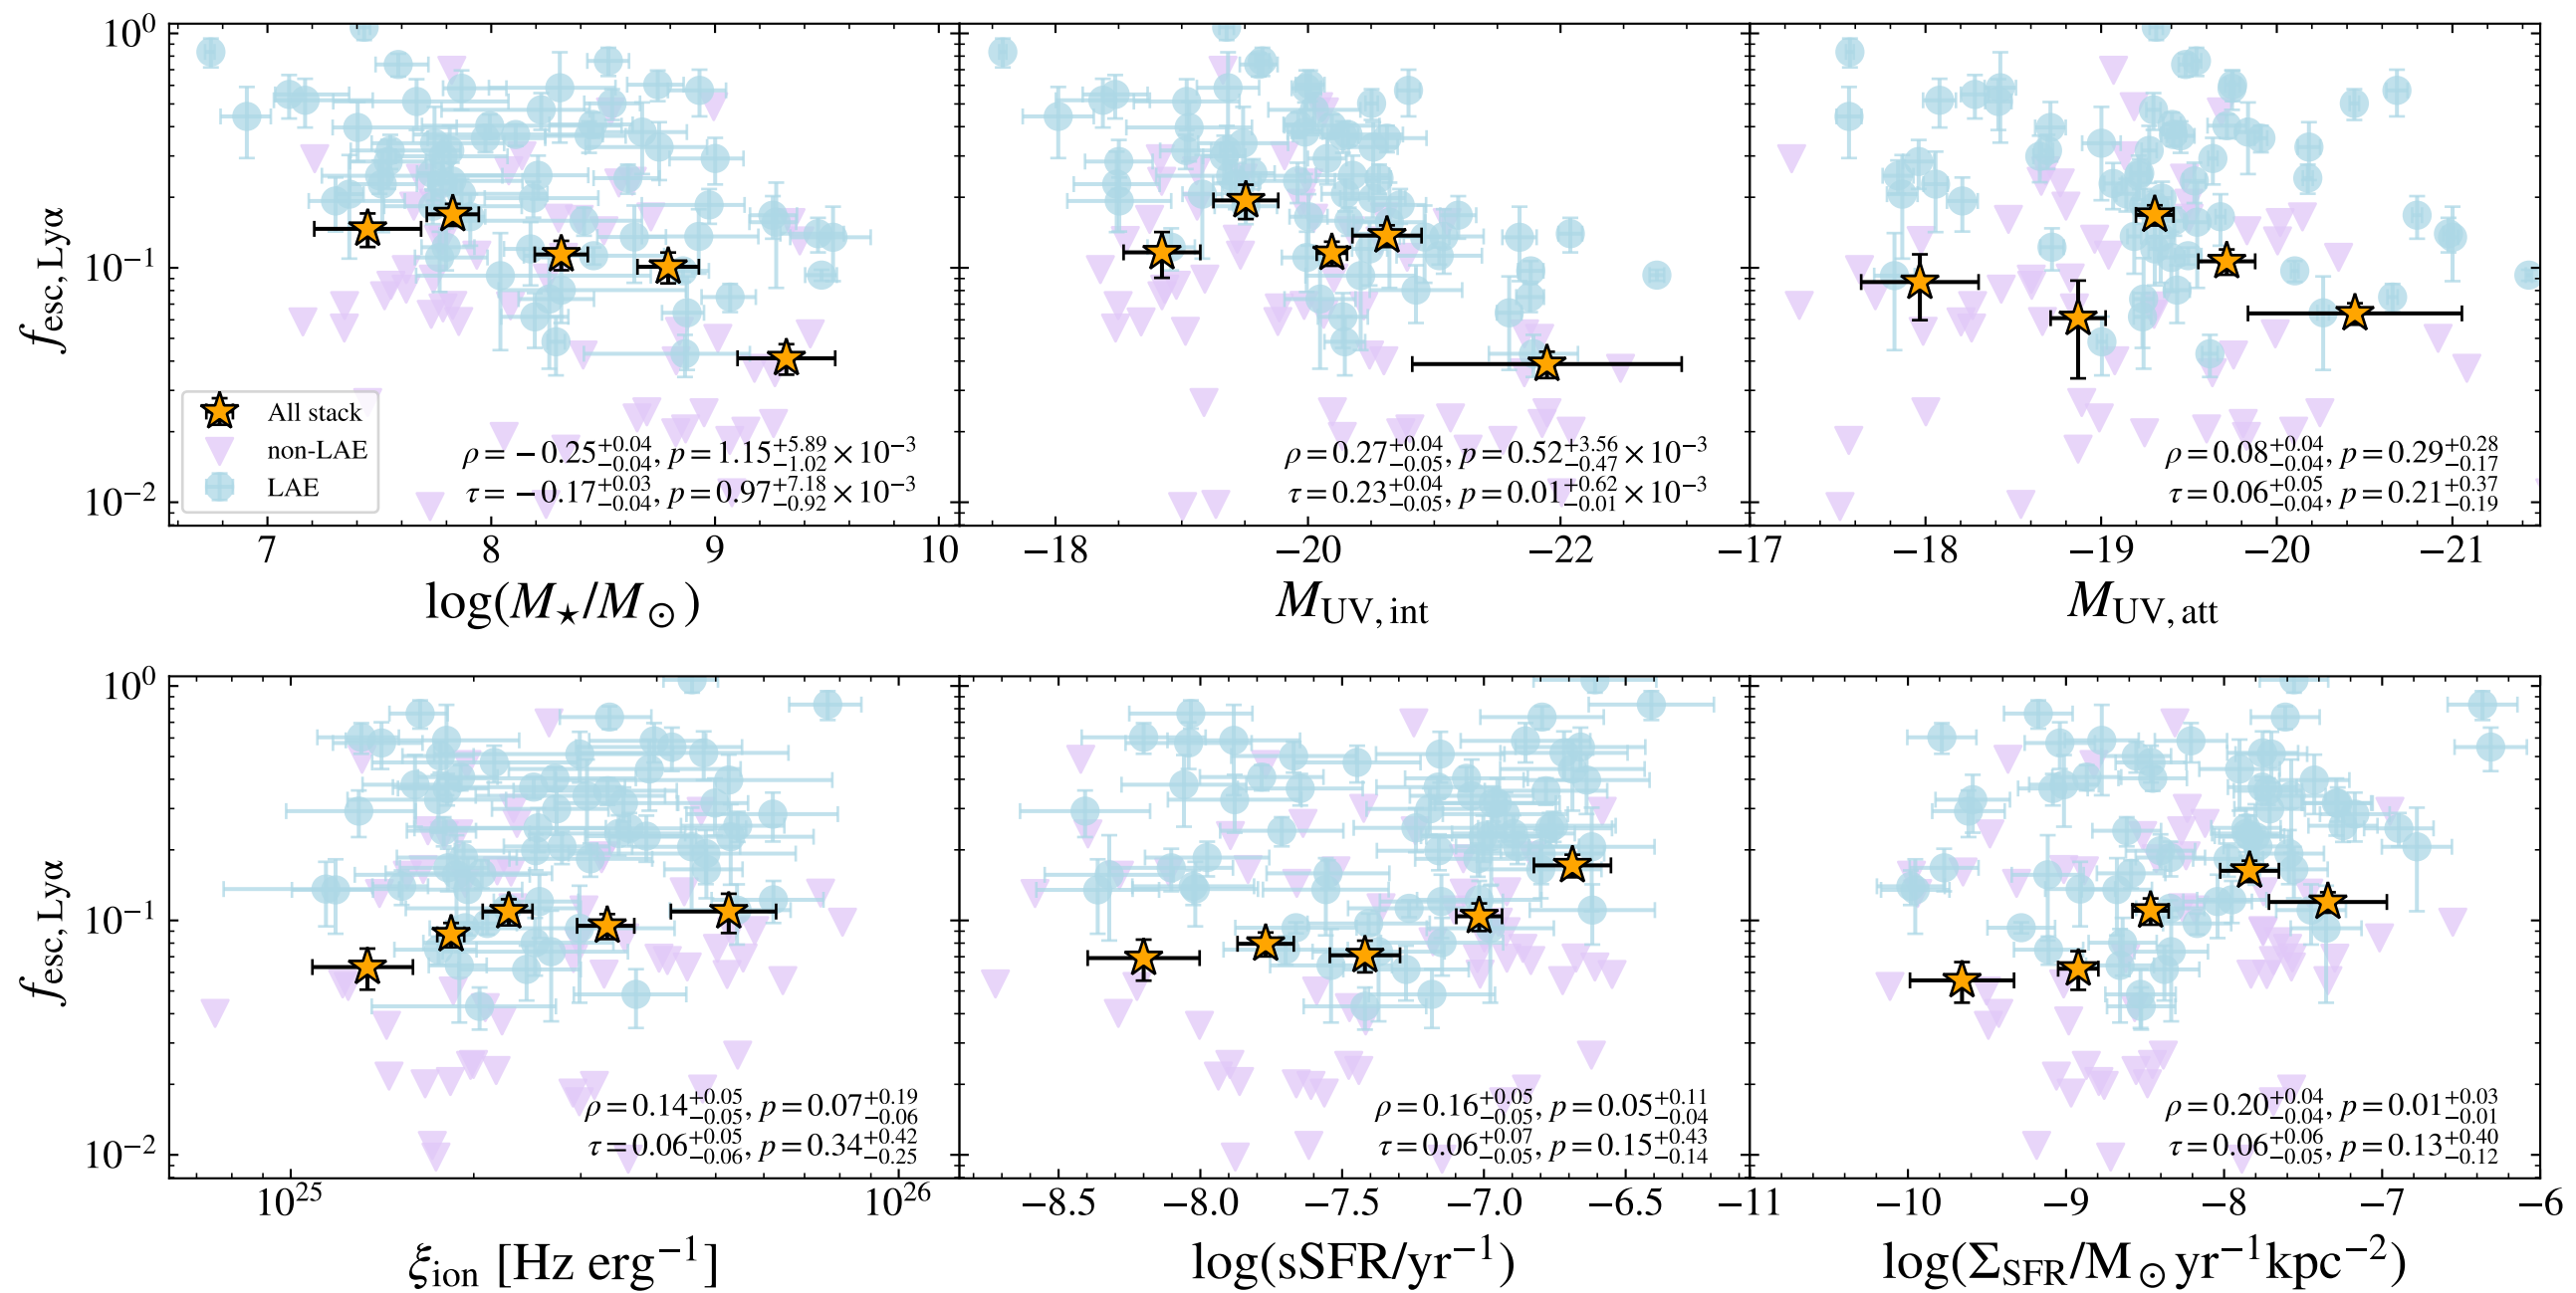 10⁰
10⁻¹
10⁻²
f_esc, Lyα
All stack
non-LAE
LAE
ρ = −0.25^{+0.04}_{−0.04}, p = 1.15^{+5.89}_{−1.02} × 10⁻³
τ = −0.17^{+0.03}_{−0.04}, p = 0.97^{+7.18}_{−0.92} × 10⁻³
ρ = 0.27^{+0.04}_{−0.05}, p = 0.52^{+3.56}_{−0.47} × 10⁻³
τ = 0.23^{+0.04}_{−0.05}, p = 0.01^{+0.62}_{−0.01} × 10⁻³
ρ = 0.08^{+0.04}_{−0.04}, p = 0.29^{+0.28}_{−0.17}
τ = 0.06^{+0.05}_{−0.04}, p = 0.21^{+0.37}_{−0.19}
7 8 9 10
−18 −20 −22
−17 −18 −19 −20 −21
log(M⋆/M⊙)
M_UV, int
M_UV, att
10⁰
10⁻¹
10⁻²
f_esc, Lyα
ρ = 0.14^{+0.05}_{−0.05}, p = 0.07^{+0.19}_{−0.06}
τ = 0.06^{+0.05}_{−0.06}, p = 0.34^{+0.42}_{−0.25}
ρ = 0.16^{+0.05}_{−0.05}, p = 0.05^{+0.11}_{−0.04}
τ = 0.06^{+0.07}_{−0.05}, p = 0.15^{+0.43}_{−0.14}
ρ = 0.20^{+0.04}_{−0.04}, p = 0.01^{+0.03}_{−0.01}
τ = 0.06^{+0.06}_{−0.05}, p = 0.13^{+0.40}_{−0.12}
10²⁵ 10²⁶
−8.5 −8.0 −7.5 −7.0 −6.5
−11 −10 −9 −8 −7 −6
ξ_ion [Hz erg⁻¹]
log(sSFR/yr⁻¹)
log(Σ_SFR/M⊙ yr⁻¹kpc⁻²)